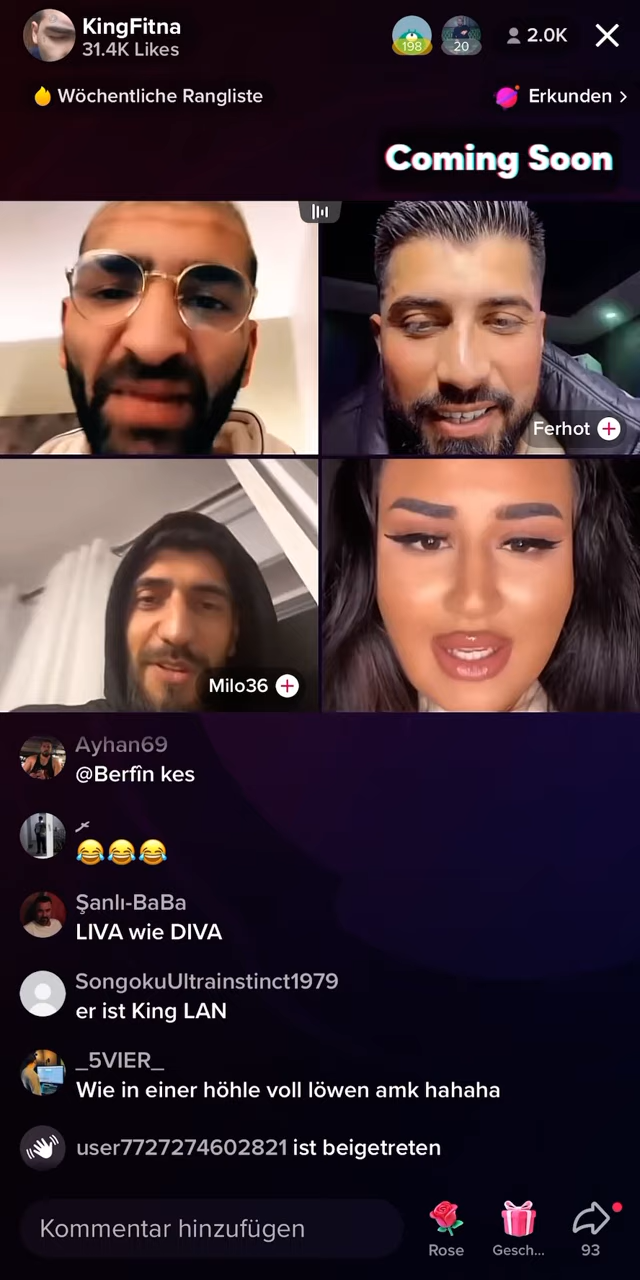 KingFitna
31.4K Likes
198
20
2.0K
Wöchentliche Rangliste
Erkunden >
Coming Soon
Ferhot +
Milo36 +
Ayhan69
@Berfîn kes
😂😂😂
Şanlı-BaBa
LIVA wie DIVA
SongokuUltrainstinct1979
er ist King LAN
_5VIER_
Wie in einer höhle voll löwen amk hahaha
user7727274602821 ist beigetreten
Kommentar hinzufügen
Rose
Gesch...
93